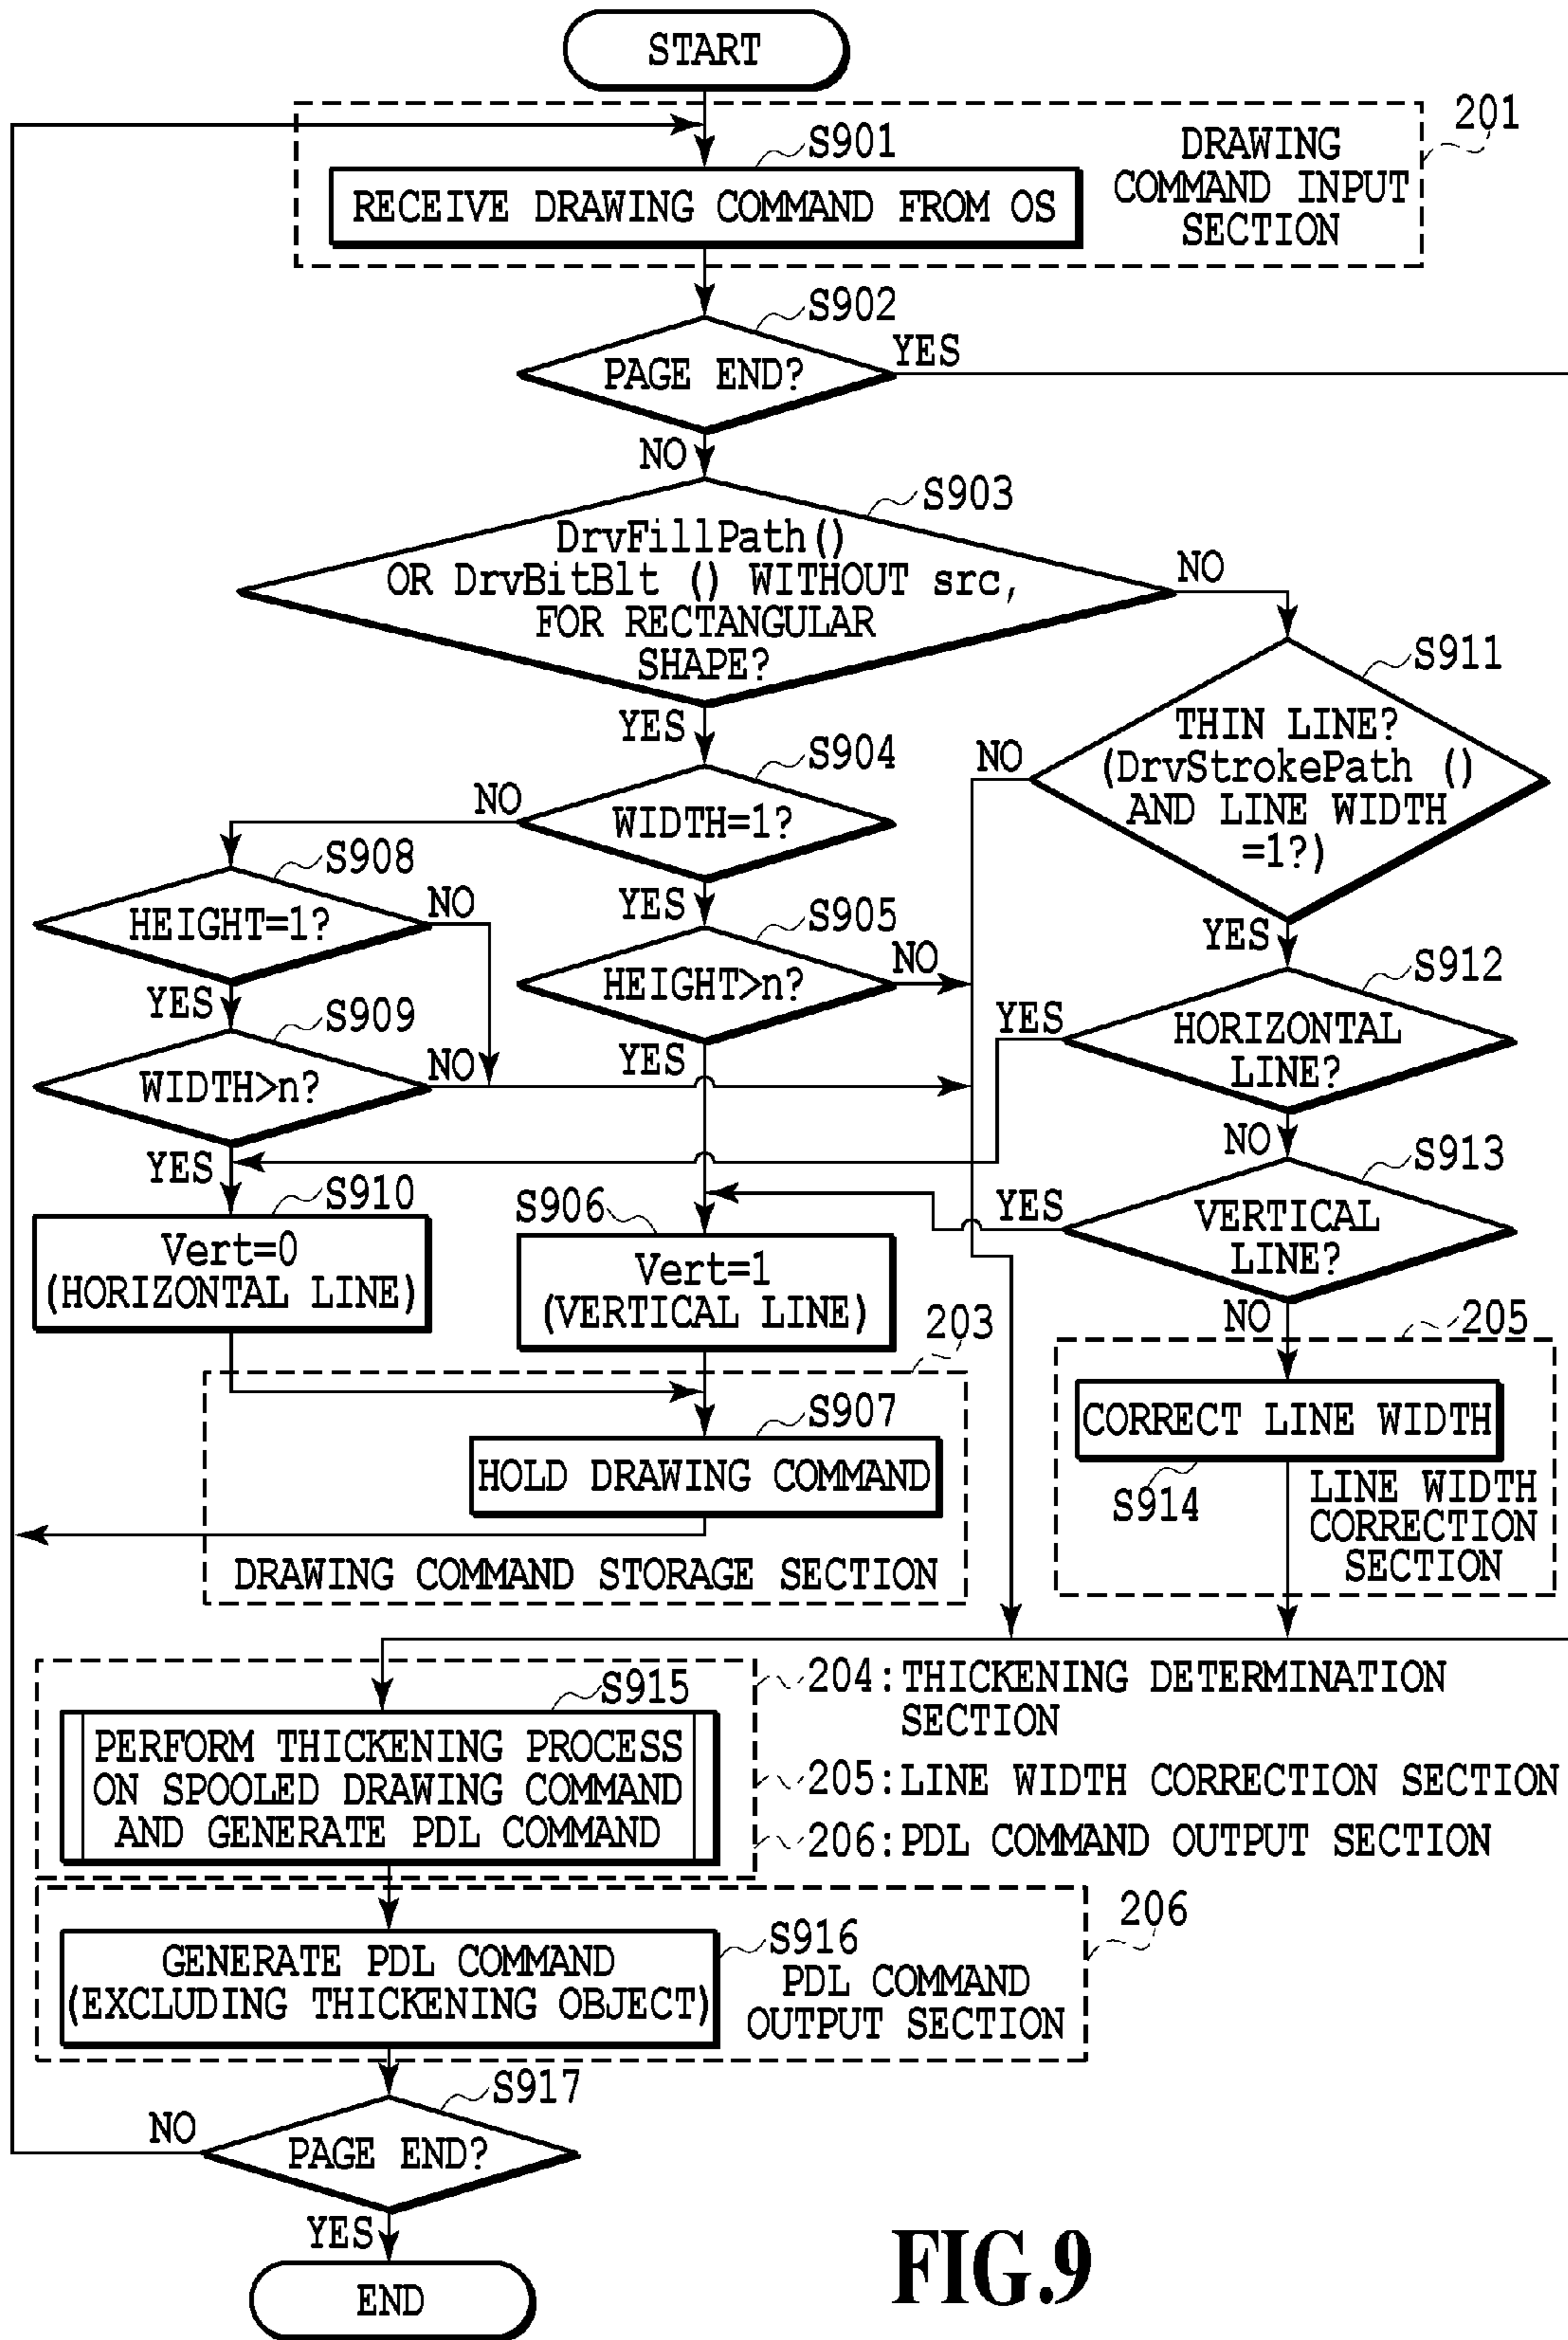 START
201
S901
DRAWING
COMMAND INPUT
SECTION
RECEIVE DRAWING COMMAND FROM OS
S902
PAGE END?
YES
NO
S903
DrvFillPath()
OR DrvBitBlt () WITHOUT src,
FOR RECTANGULAR
SHAPE?
NO
YES
S911
THIN LINE?
(DrvStrokePath ()
AND LINE WIDTH
=1?)
NO
YES
S904
WIDTH=1?
NO
YES
S908
HEIGHT=1?
NO
YES
S905
HEIGHT>n?
NO
YES
S912
HORIZONTAL
LINE?
YES
NO
S909
WIDTH>n?
NO
YES
S913
VERTICAL
LINE?
YES
NO
S910
Vert=0
(HORIZONTAL LINE)
S906
Vert=1
(VERTICAL LINE)
203
205
S907
HOLD DRAWING COMMAND
DRAWING COMMAND STORAGE SECTION
CORRECT LINE WIDTH
S914
LINE WIDTH
CORRECTION
SECTION
S915
PERFORM THICKENING PROCESS
ON SPOOLED DRAWING COMMAND
AND GENERATE PDL COMMAND
204:THICKENING DETERMINATION
SECTION
205:LINE WIDTH CORRECTION SECTION
206:PDL COMMAND OUTPUT SECTION
206
S916
GENERATE PDL COMMAND
(EXCLUDING THICKENING OBJECT)
PDL COMMAND
OUTPUT SECTION
S917
PAGE END?
NO
YES
END
FIG.9